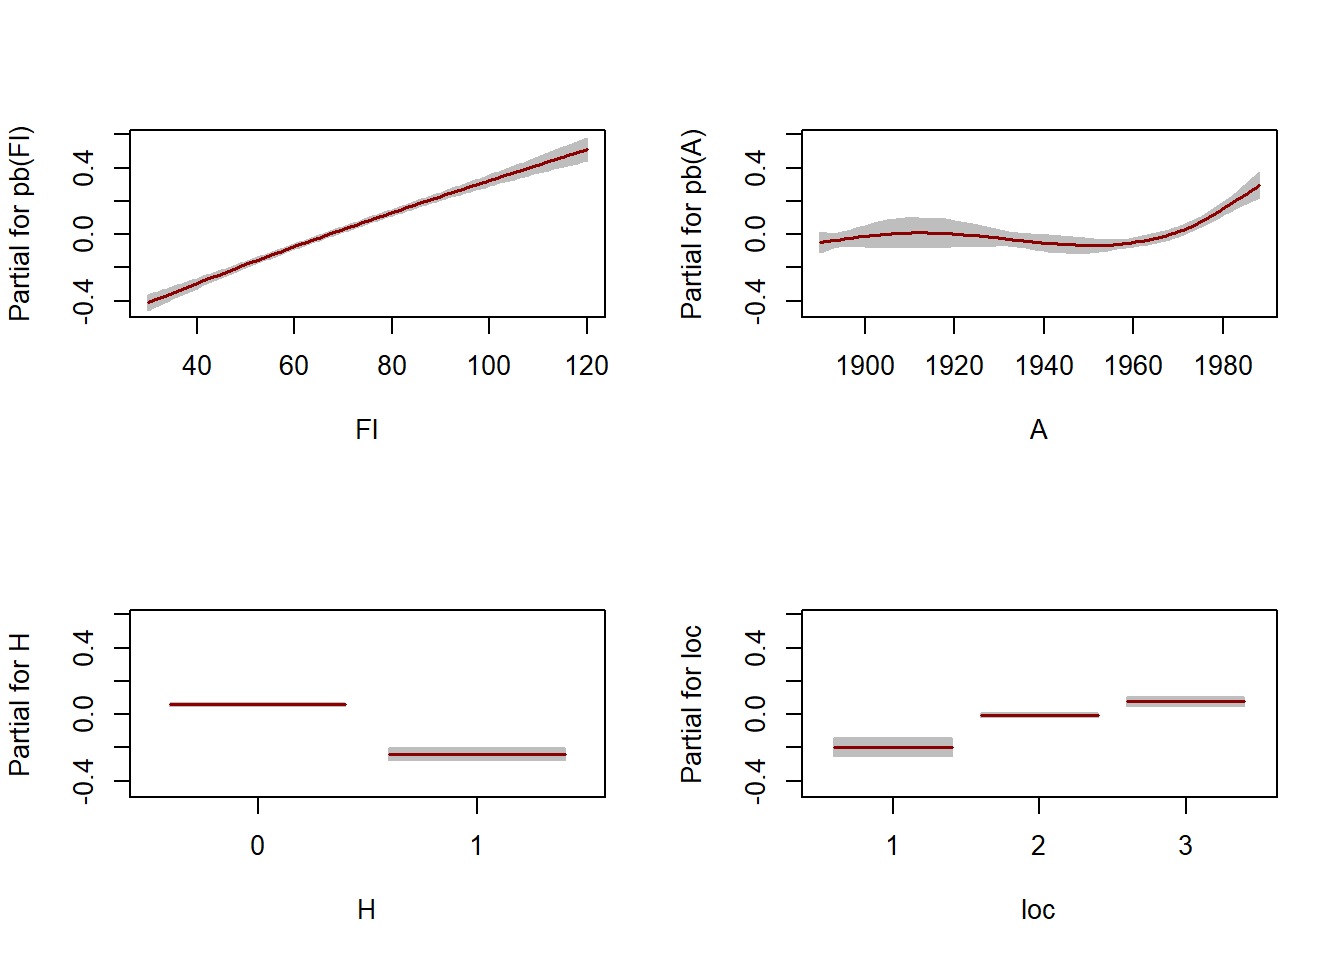 Partial for pb(FI)
-0.4 0.0 0.4
40 60 80 100 120
FI
Partial for pb(A)
-0.4 0.0 0.4
1900 1920 1940 1960 1980
A
Partial for H
-0.4 0.0 0.4
0 1
H
Partial for loc
-0.4 0.0 0.4
1 2 3
loc